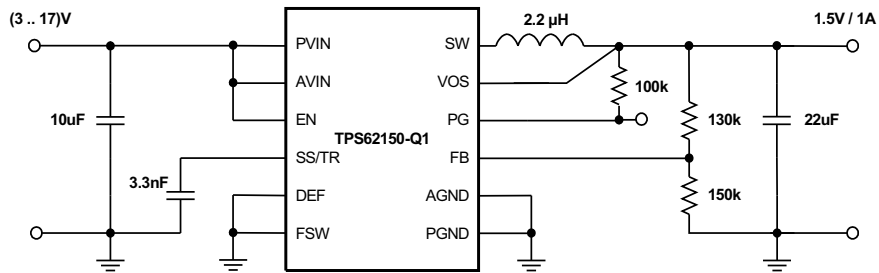 (3 .. 17)V
2.2 µH
1.5V / 1A
PVIN
SW
AVIN
VOS
100k
10uF
EN
PG
130k
22uF
TPS62150-Q1
SS/TR
FB
3.3nF
DEF
AGND
150k
FSW
PGND